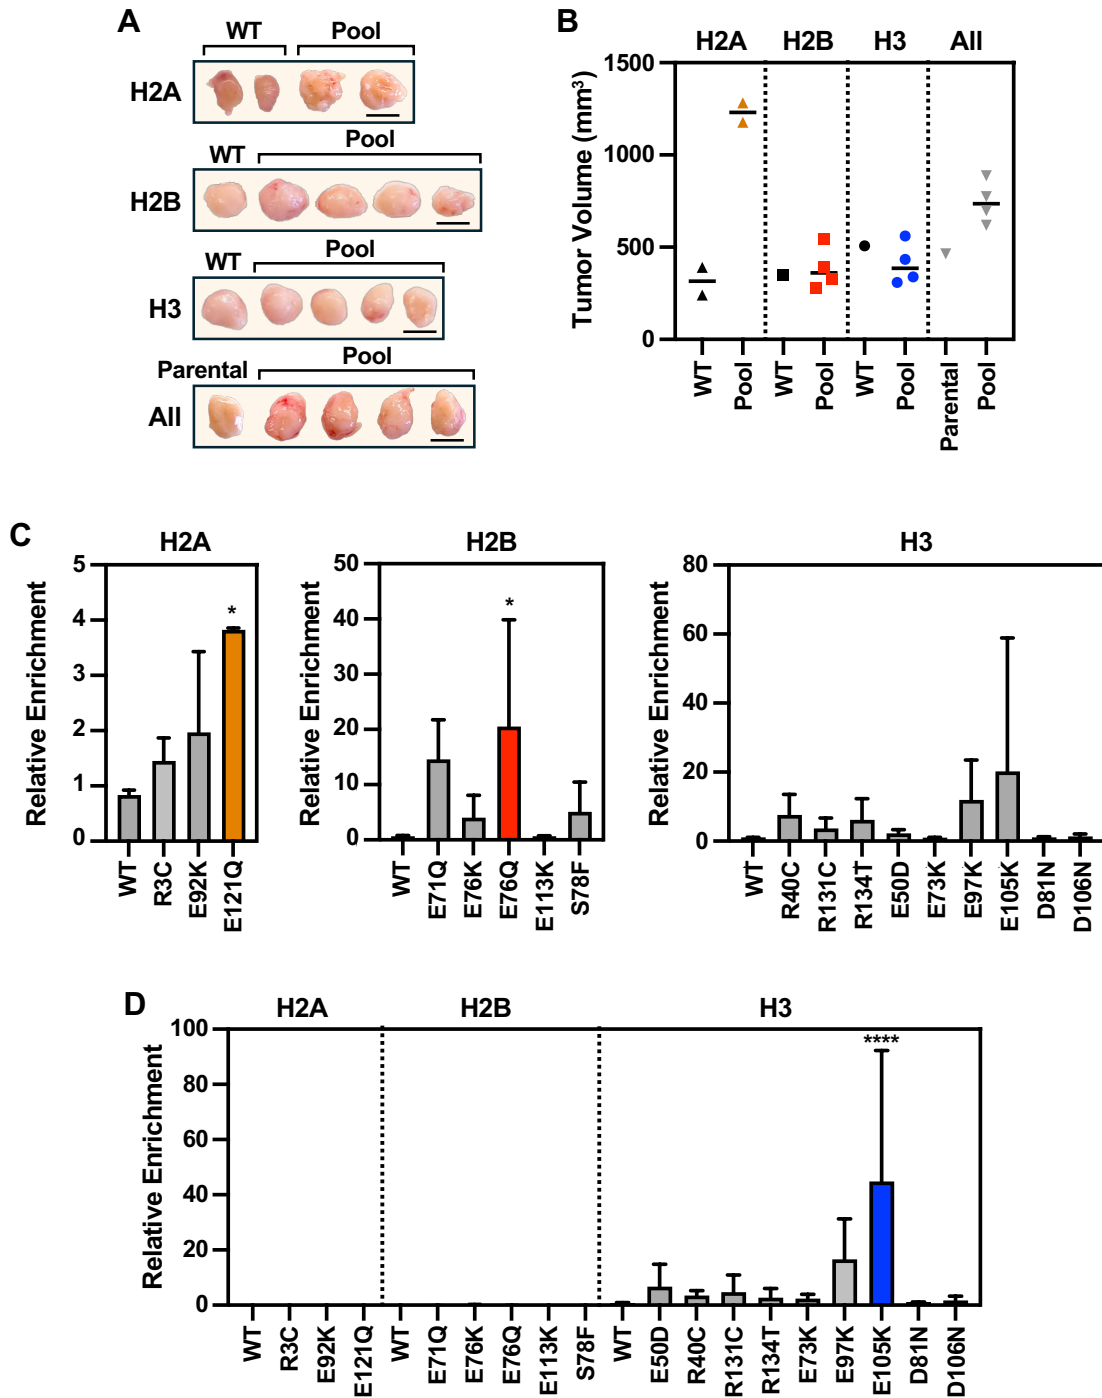 A
WT Pool
H2A
WT Pool
H2B
WT Pool
H3
Parental Pool
All
B
H2A H2B H3 All
Tumor Volume (mm³)
1500
1000
500
0
WT Pool WT Pool WT Pool Parental Pool
C
H2A
Relative Enrichment
5
4
3
2
1
0
*
WT R3C E92K E121Q
H2B
Relative Enrichment
50
40
30
20
10
0
*
WT E71Q E76K E76Q E113K S78F
H3
Relative Enrichment
80
60
40
20
0
WT R40C R131C R134T E50D E73K E97K E105K D81N D106N
D
H2A H2B H3
Relative Enrichment
100
80
60
40
20
0
****
WT R3C E92K E121Q WT E71Q E76K E76Q E113K S78F WT E50D R40C R131C R134T E73K E97K E105K D81N D106N